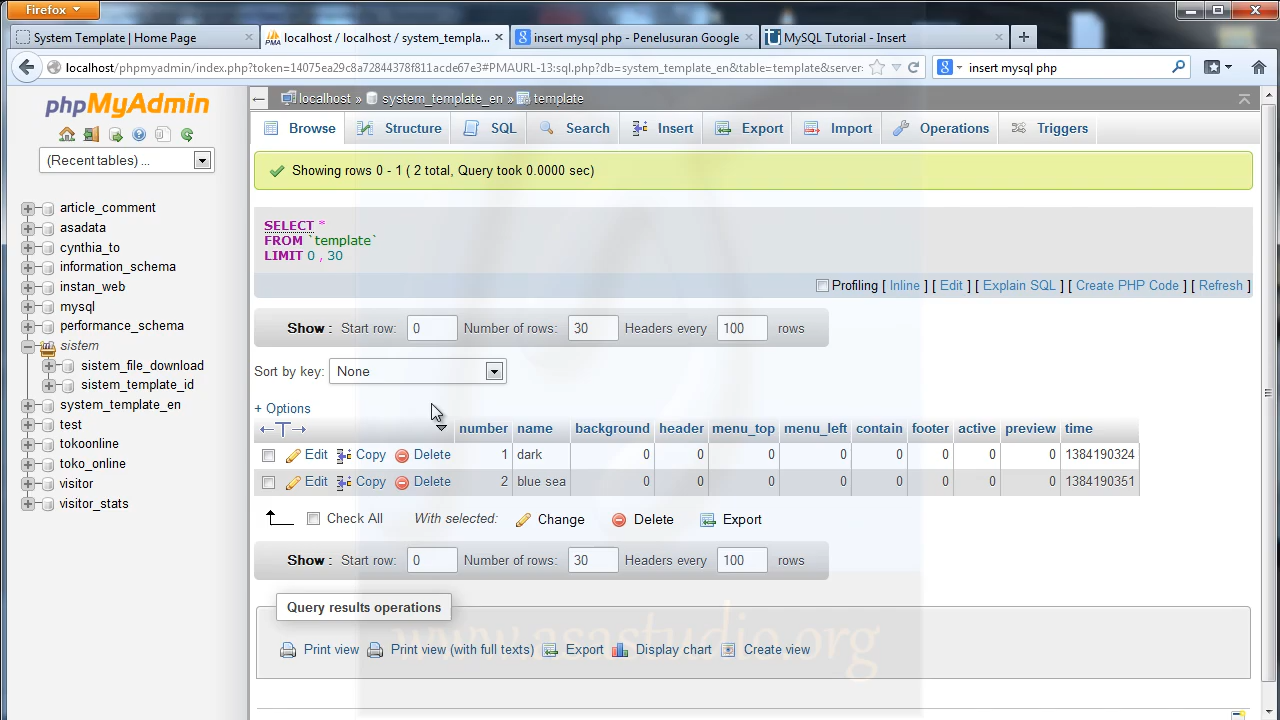 Firefox
System Template | Home Page
localhost / localhost / system_templa...
insert mysql php - Penelusuran Google
MySQL Tutorial - Insert
localhost/phpmyadmin/index.php?token=14075ea29c8a72844378f811acde67e3#PMAURL-13:sql.php?db=system_template_en&table=template&server:
insert mysql php
phpMyAdmin
(Recent tables) ...
article_comment
asadata
cynthia_to
information_schema
instan_web
mysql
performance_schema
sistem
sistem_file_download
sistem_template_id
system_template_en
test
tokoonline
toko_online
visitor
visitor_stats
localhost » system_template_en » template
Browse Structure SQL Search Insert Export Import Operations Triggers
Showing rows 0 - 1 ( 2 total, Query took 0.0000 sec)
SELECT *
FROM `template`
LIMIT 0 , 30
Profiling [ Inline ] [ Edit ] [ Explain SQL ] [ Create PHP Code ] [ Refresh ]
Show : Start row: 0 Number of rows: 30 Headers every 100 rows
Sort by key: None
+ Options
←T→ number name background header menu_top menu_left contain footer active preview time
Edit Copy Delete 1 dark 0 0 0 0 0 0 0 0 1384190324
Edit Copy Delete 2 blue sea 0 0 0 0 0 0 0 0 1384190351
Check All With selected: Change Delete Export
Show : Start row: 0 Number of rows: 30 Headers every 100 rows
Query results operations
www.asastudio.org
Print view Print view (with full texts) Export Display chart Create view